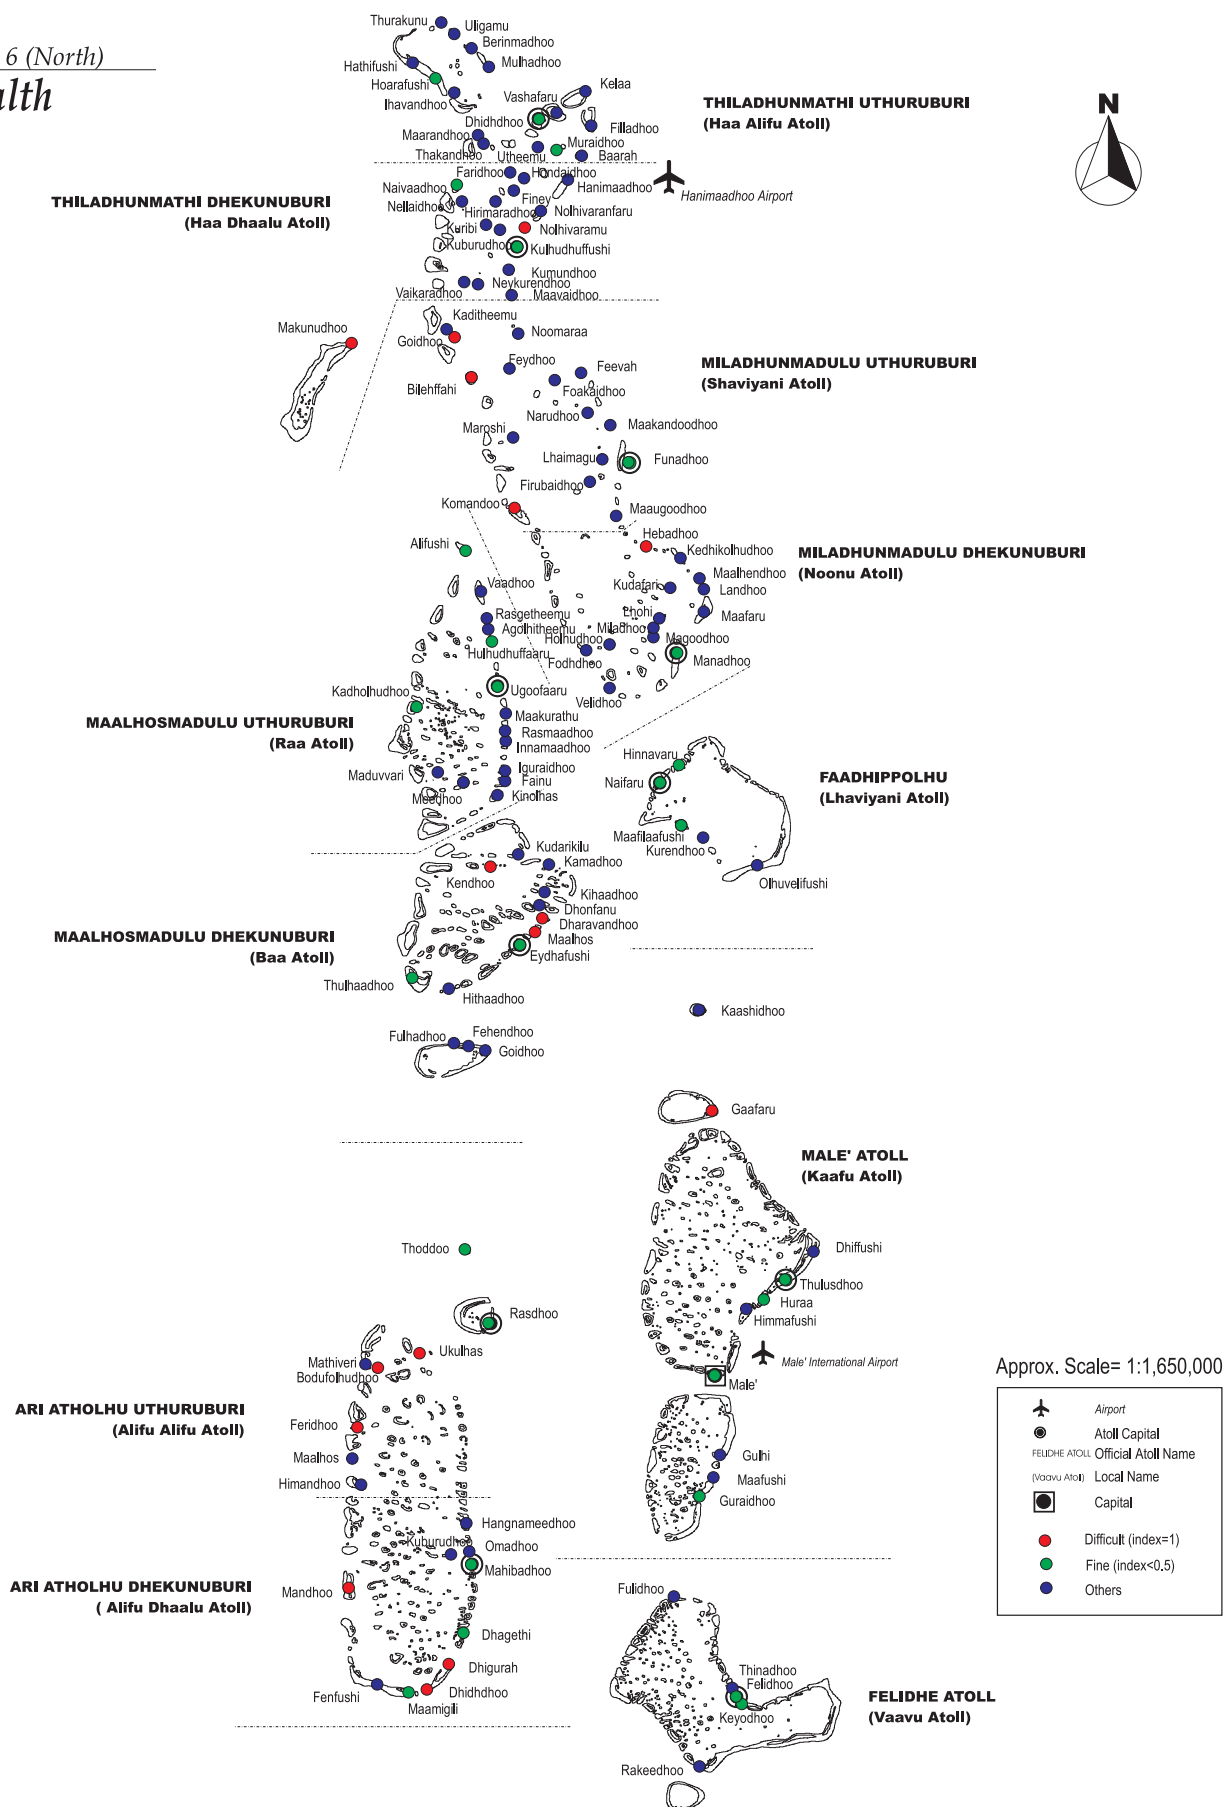 6 (North)
alth
N
Thurakunu
Uligamu
Berinmadhoo
Hathifushi
Mulhadhoo
Hoarafushi
Ihavandhoo
Vashafaru
Kelaa
Dhidhdhoo
Filladhoo
Maarandhoo
Muraidhoo
Thakandhoo
Utheemu
Baarah
THILADHUNMATHI UTHURUBURI
(Haa Alifu Atoll)
Faridhoo
Hondaidhoo
Naivaadhoo
Hanimaadhoo
Hanimaadhoo Airport
Finey
Nellaidhoo
Hirimaradhoo
Nolhivaranfaru
Kuribi
Nolhivaramu
Kuburudhoo
Kulhudhuffushi
THILADHUNMATHI DHEKUNUBURI
(Haa Dhaalu Atoll)
Kumundhoo
Neykurendhoo
Vaikaradhoo
Maavaidhoo
Makunudhoo
Kaditheemu
Noomaraa
Goidhoo
Feydhoo
Feevah
Bilehffahi
Foakaidhoo
Narudhoo
Maakandoodhoo
Maroshi
Lhaimagu
Funadhoo
Firubaidhoo
Komandoo
Maaugoodhoo
MILADHUNMADULU UTHURUBURI
(Shaviyani Atoll)
Hebadhoo
Alifushi
Kedhikolhudhoo
Maalhendhoo
Kudafari
Landhoo
Vaadhoo
Maafaru
Lhohi
Rasgetheemu
Miladhoo
Agolhitheemu
Holhudhoo
Magoodhoo
Hulhudhuffaaru
Fodhdhoo
Manadhoo
Velidhoo
MILADHUNMADULU DHEKUNUBURI
(Noonu Atoll)
Kadholhudhoo
Ugoofaaru
Maakurathu
Rasmaadhoo
Innamaadhoo
Iguraidhoo
Maduvvari
Fainu
Meedhoo
Kinolhas
MAALHOSMADULU UTHURUBURI
(Raa Atoll)
Hinnavaru
Naifaru
Maafilaafushi
Kurendhoo
Olhuvelifushi
FAADHIPPOLHU
(Lhaviyani Atoll)
Kudarikilu
Kamadhoo
Kendhoo
Kihaadhoo
Dhonfanu
Dharavandhoo
Maalhos
Eydhafushi
Thulhaadhoo
Hithaadhoo
Fulhadhoo
Fehendhoo
Goidhoo
MAALHOSMADULU DHEKUNUBURI
(Baa Atoll)
Kaashidhoo
Gaafaru
MALE' ATOLL
(Kaafu Atoll)
Dhiffushi
Thulusdhoo
Huraa
Himmafushi
Male' International Airport
Male'
Gulhi
Maafushi
Guraidhoo
Thoddoo
Rasdhoo
Ukulhas
Mathiveri
Bodufolhudhoo
Feridhoo
Maalhos
Himandhoo
ARI ATHOLHU UTHURUBURI
(Alifu Alifu Atoll)
Hangnameedhoo
Kuburudhoo
Omadhoo
Mahibadhoo
Mandhoo
Dhagethi
Dhigurah
Fenfushi
Dhidhdhoo
Maamigili
ARI ATHOLHU DHEKUNUBURI
( Alifu Dhaalu Atoll)
Fulidhoo
Thinadhoo
Felidhoo
Keyodhoo
Rakeedhoo
FELIDHE ATOLL
(Vaavu Atoll)
Approx. Scale= 1:1,650,000
Airport
Atoll Capital
FELIDHE ATOLL Official Atoll Name
(Vaavu Atoll) Local Name
Capital
Difficult (index=1)
Fine (index<0.5)
Others